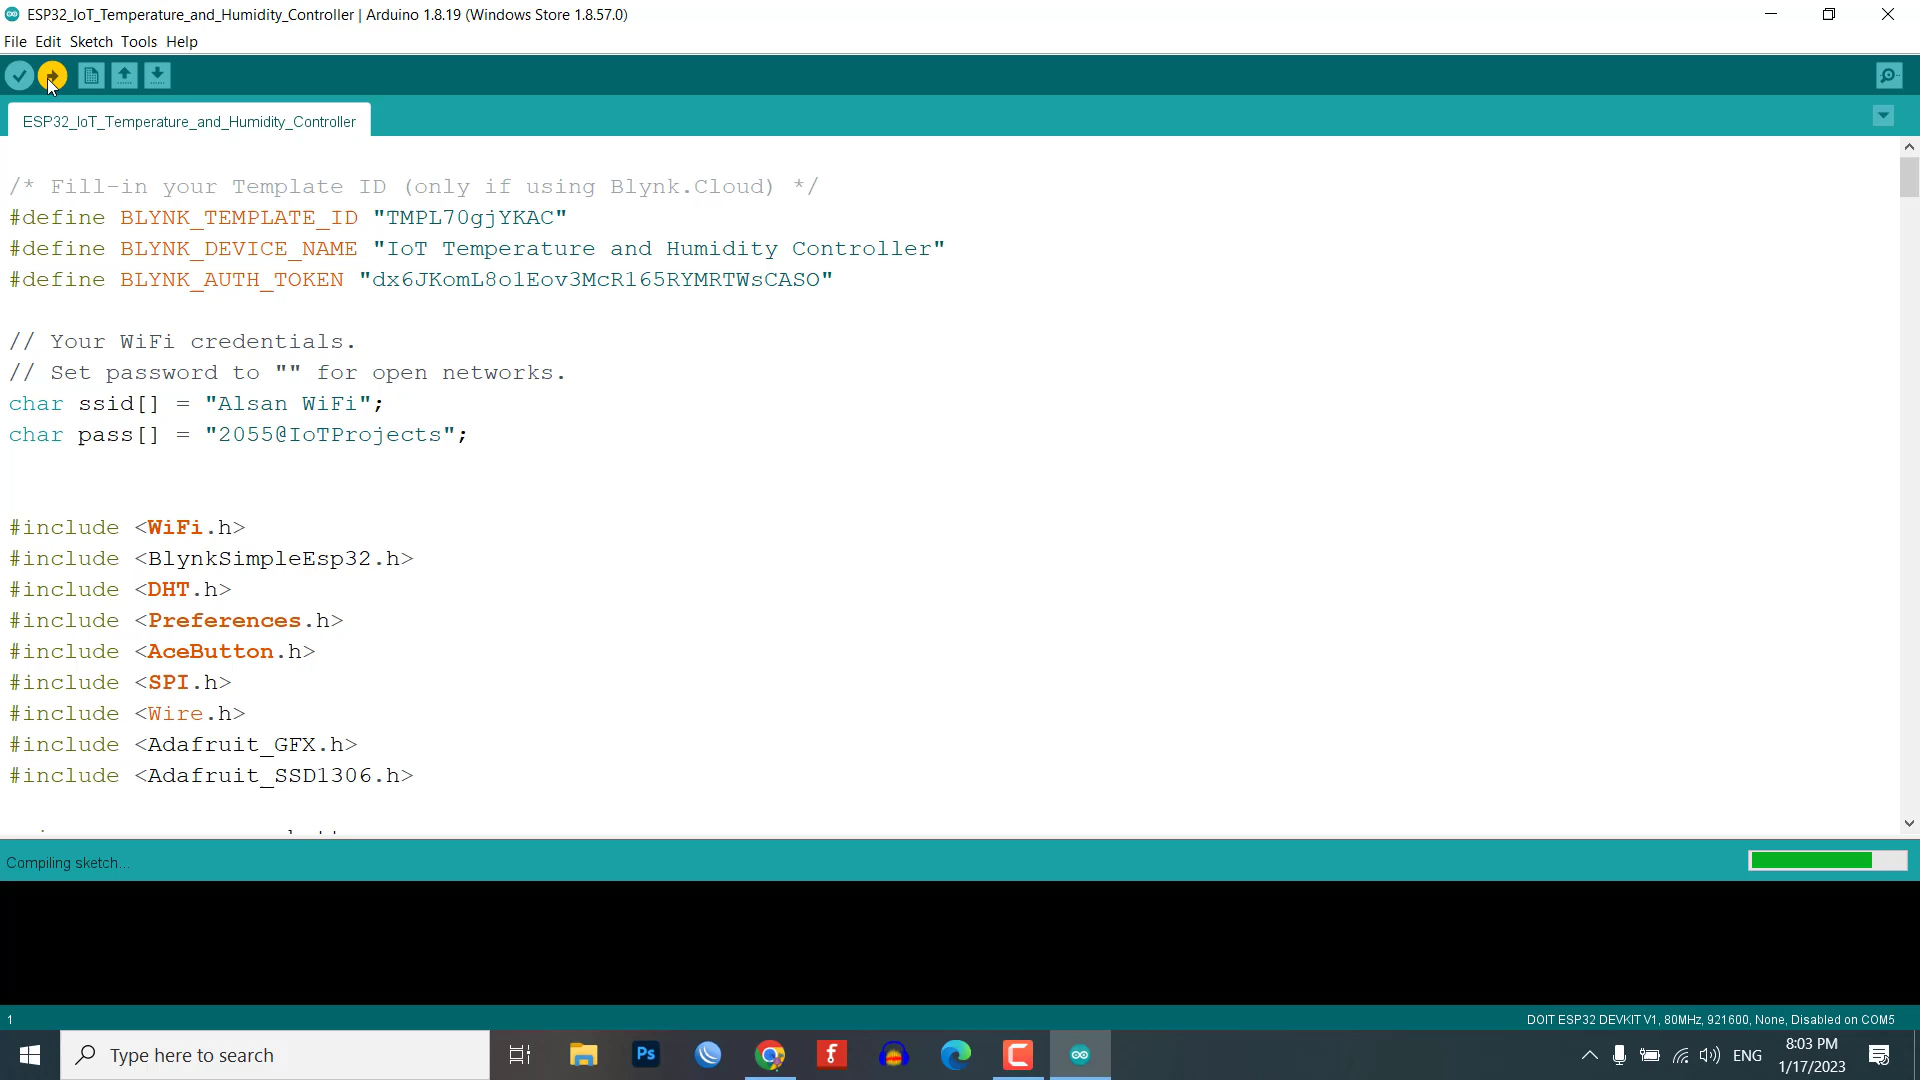 ESP32_IoT_Temperature_and_Humidity_Controller | Arduino 1.8.19 (Windows Store 1.8.57.0)
File Edit Sketch Tools Help
ESP32_IoT_Temperature_and_Humidity_Controller
/* Fill-in your Template ID (only if using Blynk.Cloud) */
#define BLYNK_TEMPLATE_ID "TMPL70gjYKAC"
#define BLYNK_DEVICE_NAME "IoT Temperature and Humidity Controller"
#define BLYNK_AUTH_TOKEN "dx6JKomL8o1Eov3McR165RYMRTWsCASO"
// Your WiFi credentials.
// Set password to "" for open networks.
char ssid[] = "Alsan WiFi";
char pass[] = "2055@IoTProjects";
#include <WiFi.h>
#include <BlynkSimpleEsp32.h>
#include <DHT.h>
#include <Preferences.h>
#include <AceButton.h>
#include <SPI.h>
#include <Wire.h>
#include <Adafruit_GFX.h>
#include <Adafruit_SSD1306.h>
Compiling sketch...
1
DOIT ESP32 DEVKIT V1, 80MHz, 921600, None, Disabled on COM5
Type here to search
Ps
ENG
8:03 PM
1/17/2023